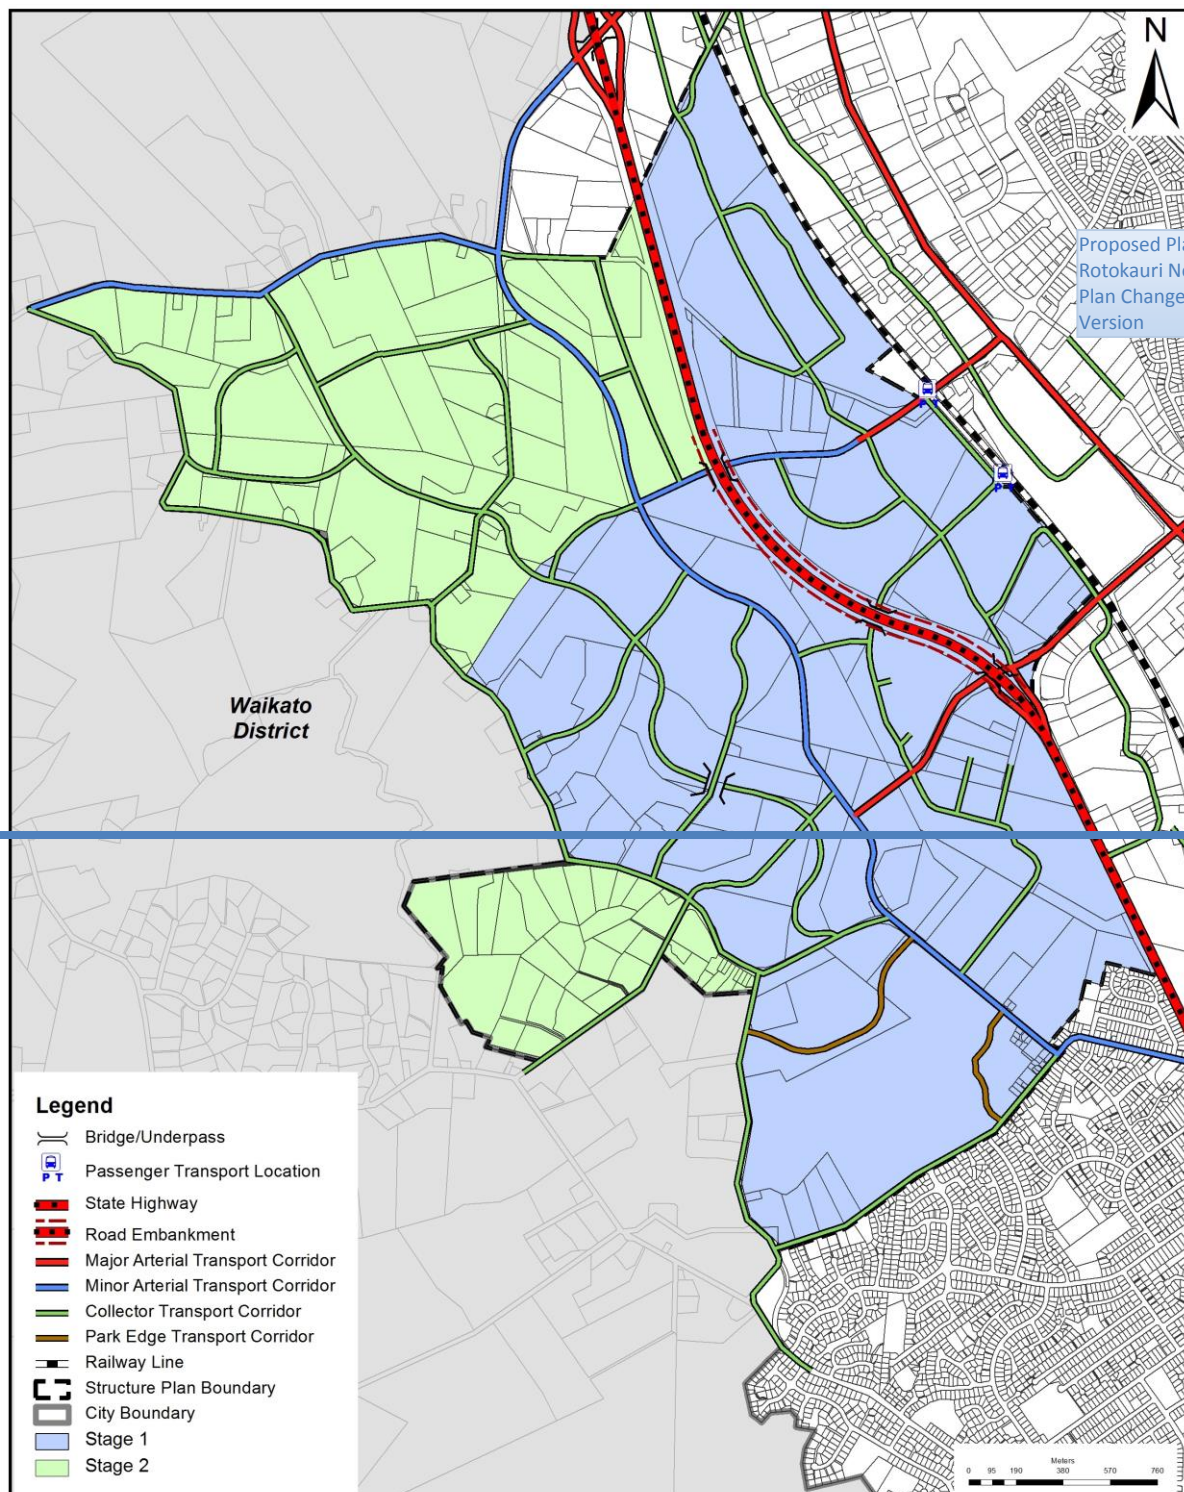 N
Proposed Pla
Rotokauri No
Plan Change
Version
P T
P T
Waikato
District
Legend
Bridge/Underpass
P T
Passenger Transport Location
State Highway
Road Embankment
Major Arterial Transport Corridor
Minor Arterial Transport Corridor
Collector Transport Corridor
Park Edge Transport Corridor
Railway Line
Structure Plan Boundary
City Boundary
Stage 1
Stage 2
Meters
0 95 190 380 570 760